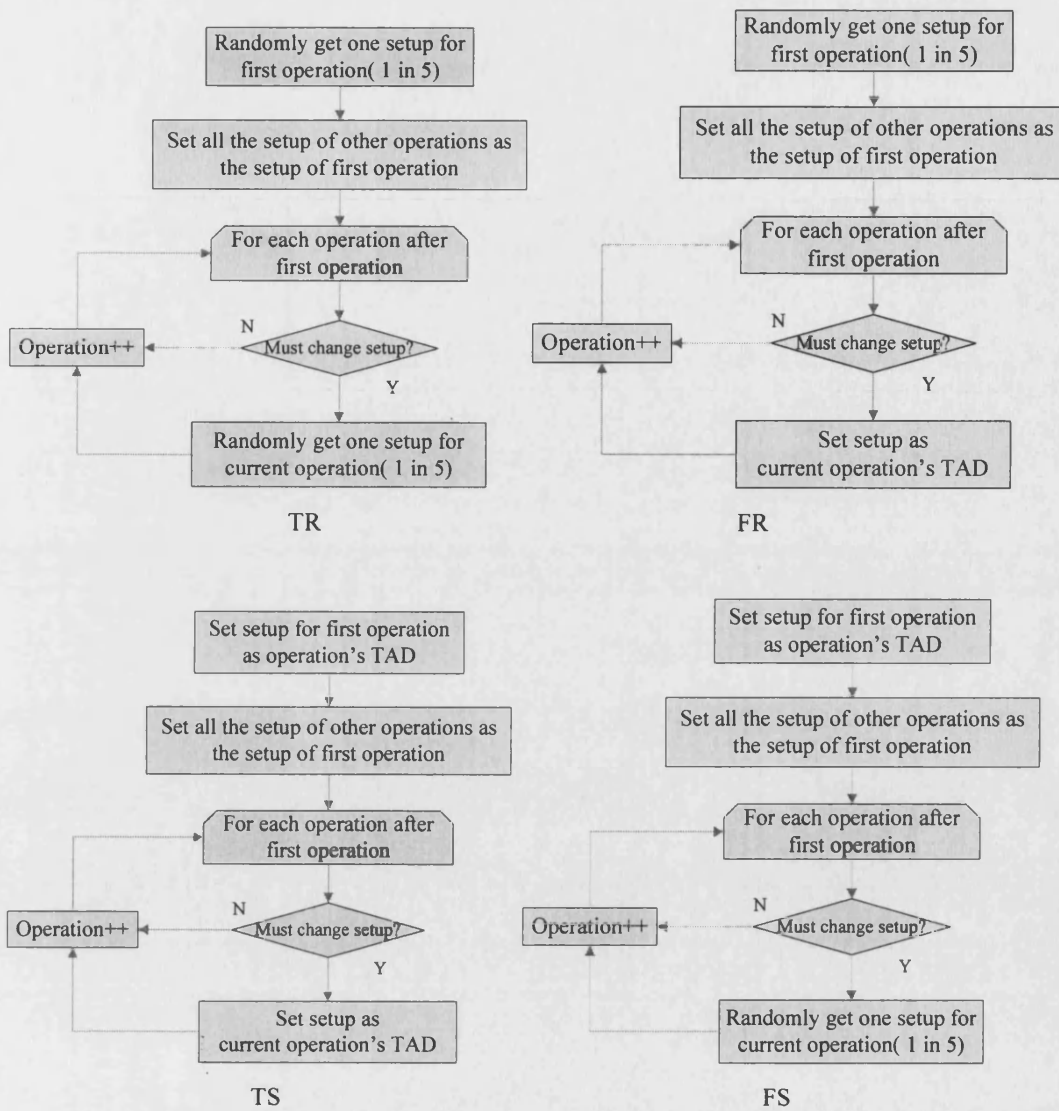 Randomly get one setup for
first operation( 1 in 5)
Set all the setup of other operations as
the setup of first operation
For each operation after
first operation
N
Must change setup?
Operation++
Y
Randomly get one setup for
current operation( 1 in 5)
TR
Randomly get one setup for
first operation( 1 in 5)
Set all the setup of other operations as
the setup of first operation
For each operation after
first operation
N
Must change setup?
Operation++
Y
Set setup as
current operation's TAD
FR
Set setup for first operation
as operation's TAD
Set all the setup of other operations as
the setup of first operation
For each operation after
first operation
N
Must change setup?
Operation++
Y
Set setup as
current operation's TAD
TS
Set setup for first operation
as operation's TAD
Set all the setup of other operations as
the setup of first operation
For each operation after
first operation
N
Must change setup?
Operation++
Y
Randomly get one setup for
current operation( 1 in 5)
FS